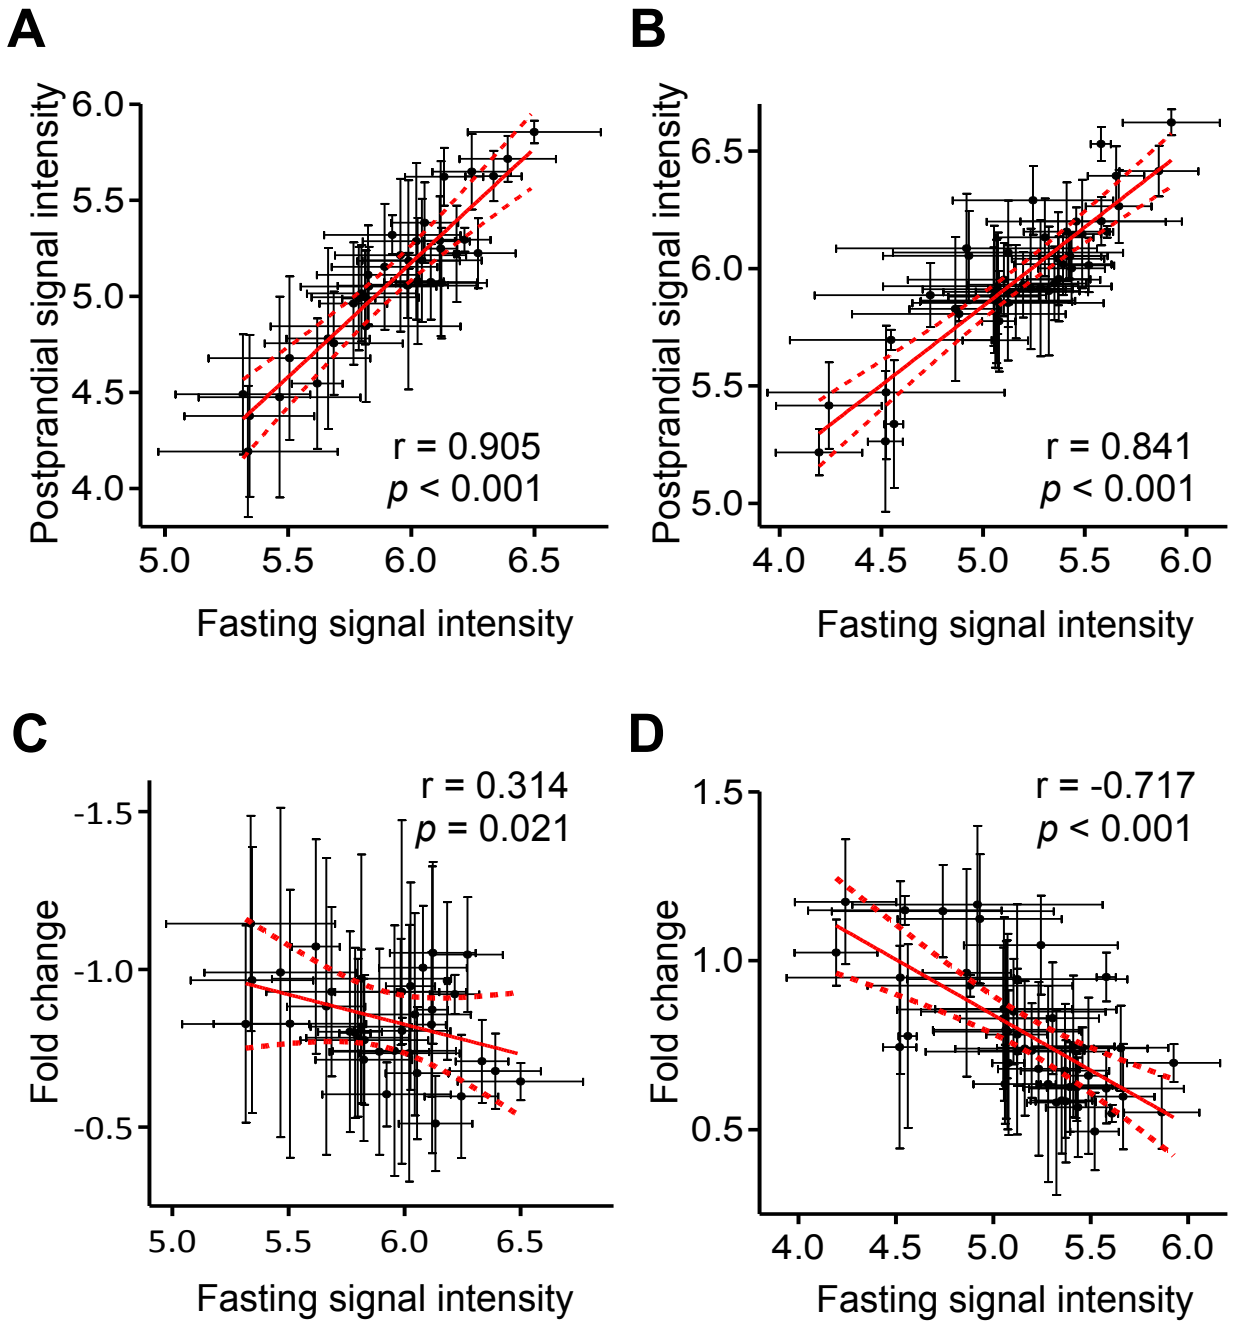 A
Postprandial signal intensity
6.0
5.5
5.0
4.5
4.0
r = 0.905
p < 0.001
5.0 5.5 6.0 6.5
Fasting signal intensity
B
Postprandial signal intensity
6.5
6.0
5.5
5.0
r = 0.841
p < 0.001
4.0 4.5 5.0 5.5 6.0
Fasting signal intensity
C
Fold change
-1.5
-1.0
-0.5
r = 0.314
p = 0.021
5.0 5.5 6.0 6.5
Fasting signal intensity
D
Fold change
1.5
1.0
0.5
r = -0.717
p < 0.001
4.0 4.5 5.0 5.5 6.0
Fasting signal intensity